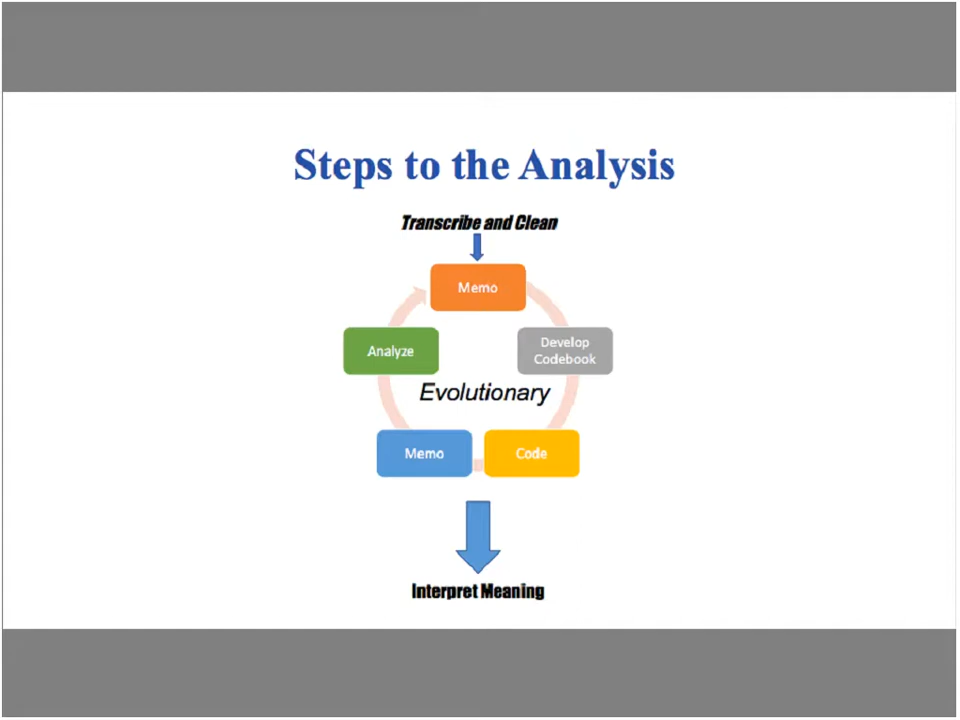 Steps to the Analysis
Transcribe and Clean
Memo
Analyze
Develop
Codebook
Evolutionary
Memo
Code
Interpret Meaning